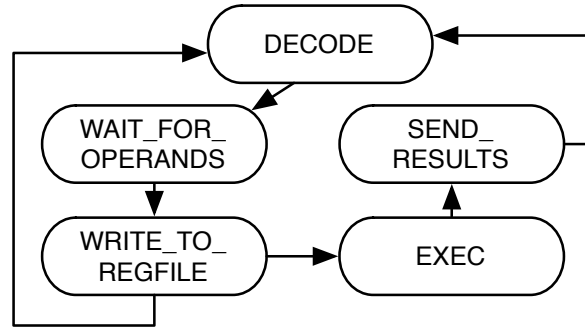 DECODE
WAIT_FOR_
OPERANDS
SEND_
RESULTS
WRITE_TO_
REGFILE
EXEC